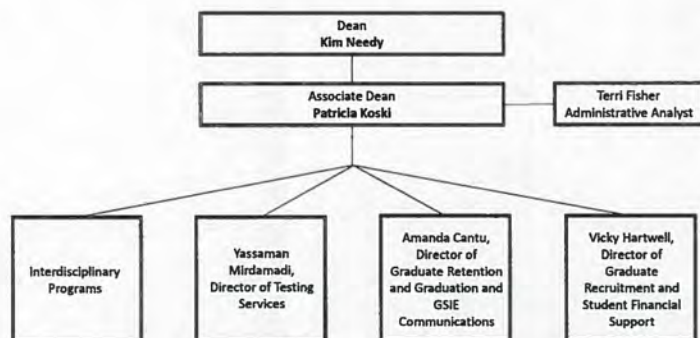 Dean
Kim Needy
Associate Dean
Patricia Koski
Terri Fisher
Administrative Analyst
Interdisciplinary
Programs
Yassaman
Mirdamadi,
Director of Testing
Services
Amanda Cantu,
Director of
Graduate Retention
and Graduation and
GSIE
Communications
Vicky Hartwell,
Director of
Graduate
Recruitment and
Student Financial
Support